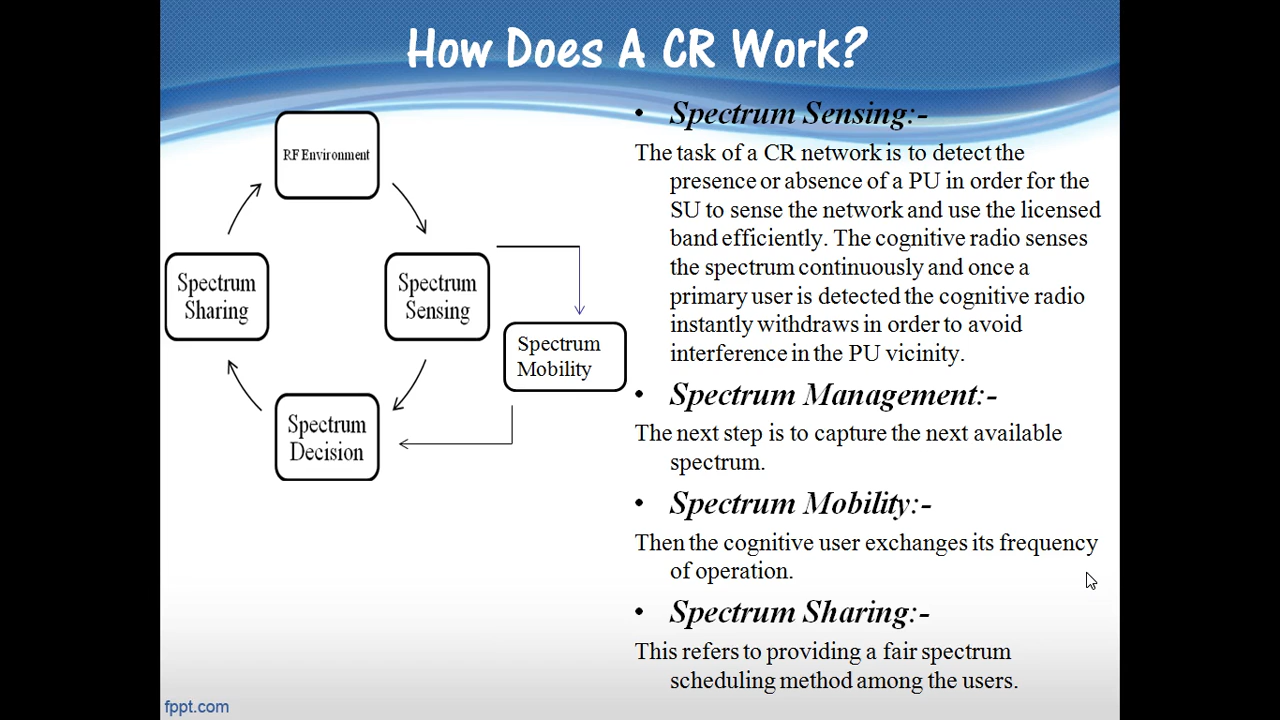 How Does A CR Work?
RF Environment
Spectrum
Sharing
Spectrum
Sensing
Spectrum
Mobility
Spectrum
Decision
• Spectrum Sensing:-
The task of a CR network is to detect the
presence or absence of a PU in order for the
SU to sense the network and use the licensed
band efficiently. The cognitive radio senses
the spectrum continuously and once a
primary user is detected the cognitive radio
instantly withdraws in order to avoid
interference in the PU vicinity.
• Spectrum Management:-
The next step is to capture the next available
spectrum.
• Spectrum Mobility:-
Then the cognitive user exchanges its frequency
of operation.
• Spectrum Sharing:-
This refers to providing a fair spectrum
scheduling method among the users.
fppt.com